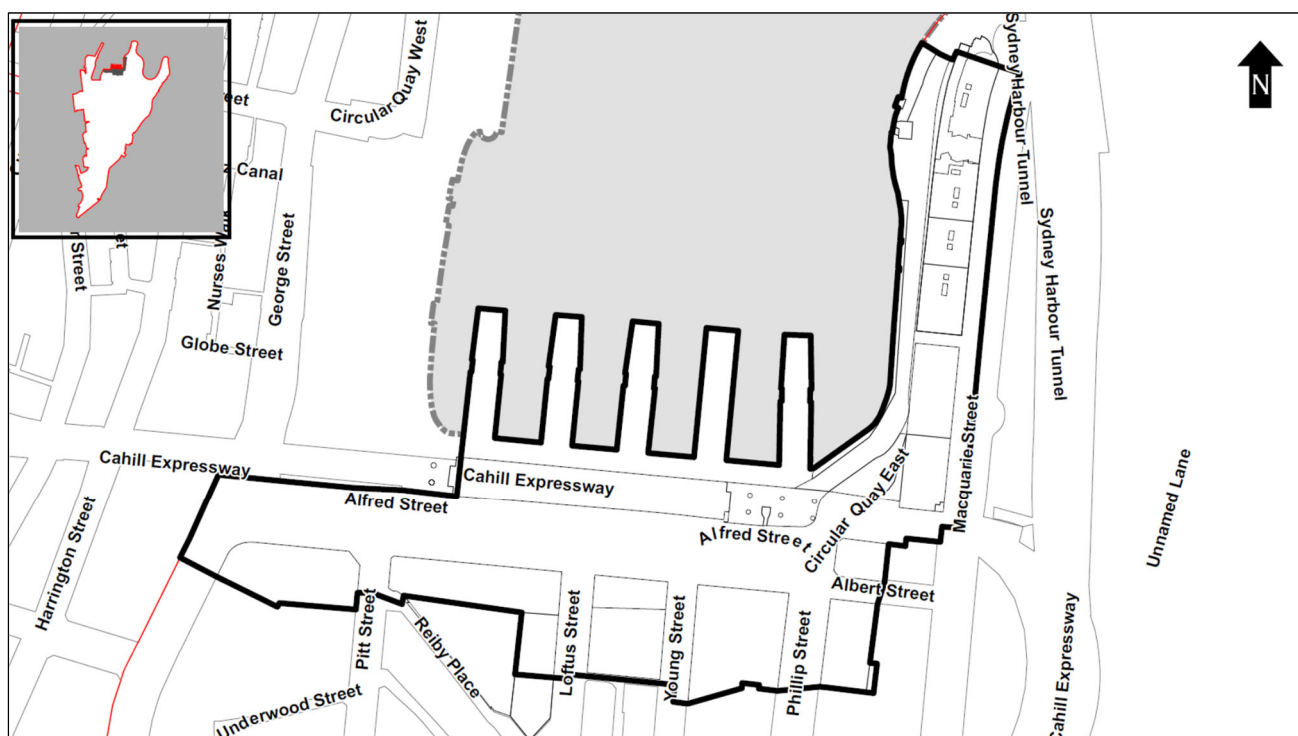 Circular Quay West
Sydney Harbour Tunnel
N
reet
z Canal
Nurses Walk
George Street
Street
Sydney Harbour Tunnel
Globe Street
Cahill Expressway
Cahill Expressway
Alfred Street
Harrington Street
Alfred Street
Circular Quay East
Macquarie Street
Unnamed Lane
Albert Street
Pitt Street
Reiby Place
Loftus Street
Young Street
Phillip Street
Underwood Street
Cahill Expressway